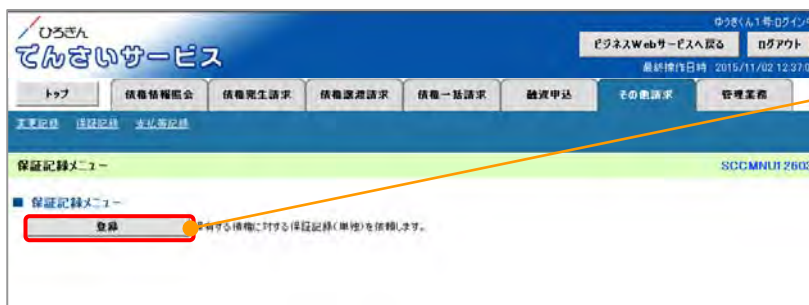 ひろぎん
でんさいサービス
ゆうきくん1号ログイン中
ビジネスWebサービスへ戻る ログアウト
最終操作日時 2015/11/02 12:37:0
トップ 債権情報照会 債権発生請求 債権譲渡請求 債権一括請求 融資申込 その他請求 管理業務
変更記録 保証記録 支払等記録
保証記録メニュー SCCMNU12603
■ 保証記録メニュー
登録 有する債権に対する保証記録(単独)を依頼します。